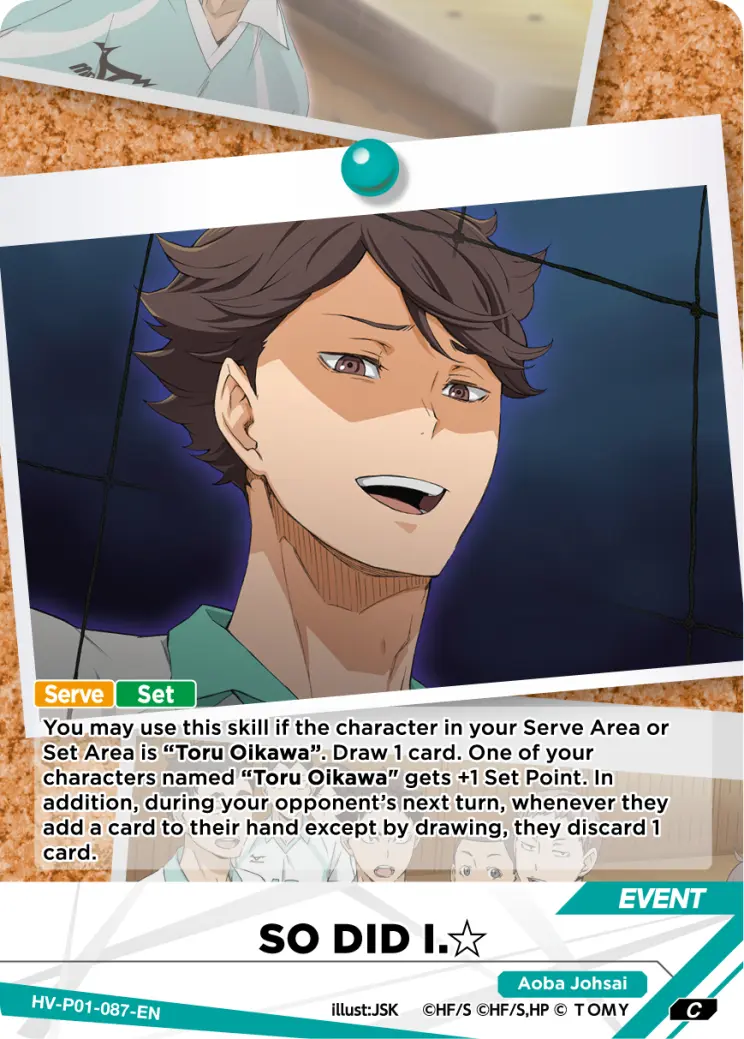 Serve Set
You may use this skill if the character in your Serve Area or
Set Area is “Toru Oikawa”. Draw 1 card. One of your
characters named “Toru Oikawa” gets +1 Set Point. In
addition, during your opponent’s next turn, whenever they
add a card to their hand except by drawing, they discard 1
card.
EVENT
SO DID I.☆
Aoba Johsai
HV-P01-087-EN
illust:JSK ©HF/S ©HF/S,HP © TOMY
C